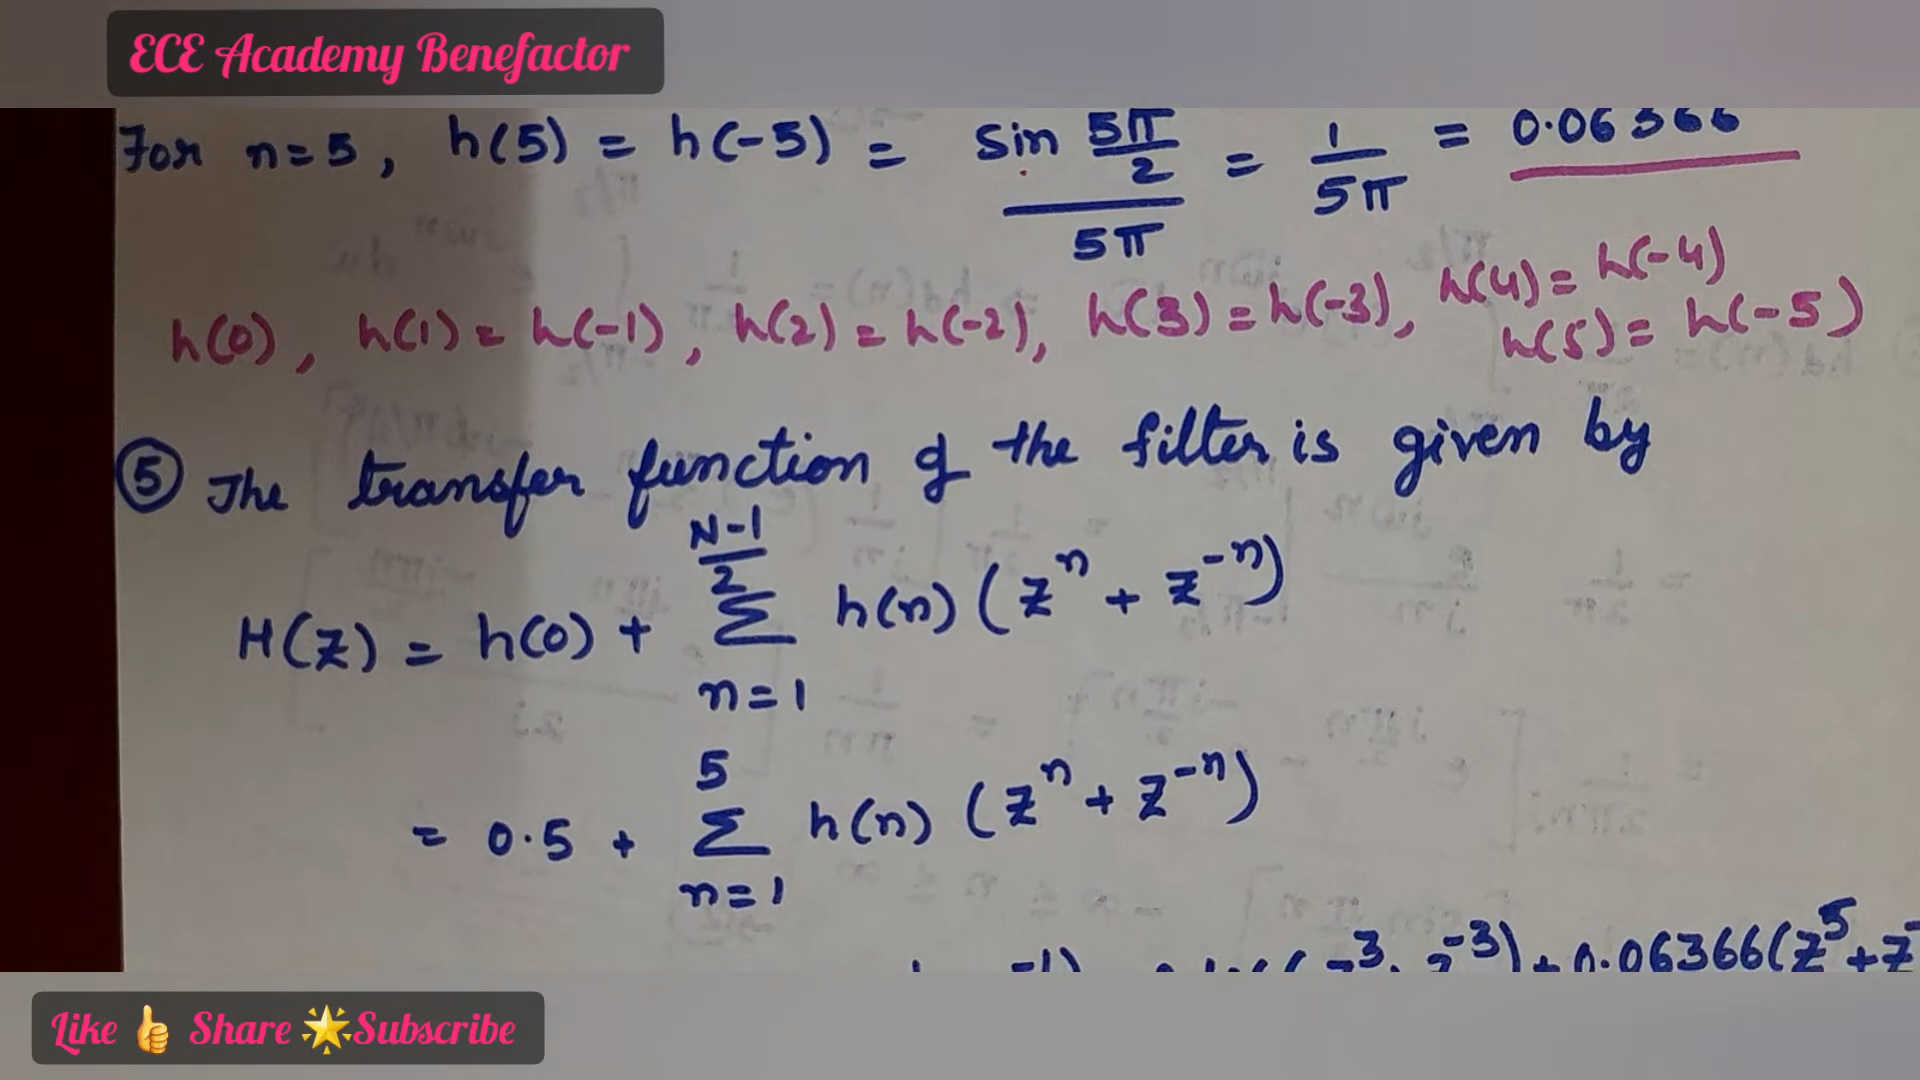 ECE Academy Benefactor
For n=5, h(5) = h(-5) = sin 5π/2 / 5π = 1/5π = 0.06366
h(0), h(1) = h(-1), h(2) = h(-2), h(3) = h(-3), h(4) = h(-4)
h(5) = h(-5)
⑤ The transfer function of the filter is given by
H(z) = h(0) + Σ_{n=1}^{N-1/2} h(n) (z^n + z^{-n})
= 0.5 + Σ_{n=1}^{5} h(n) (z^n + z^{-n})
z^3 z^{-3}) + 0.06366(z^5 + z
Like 👍 Share 🌟Subscribe